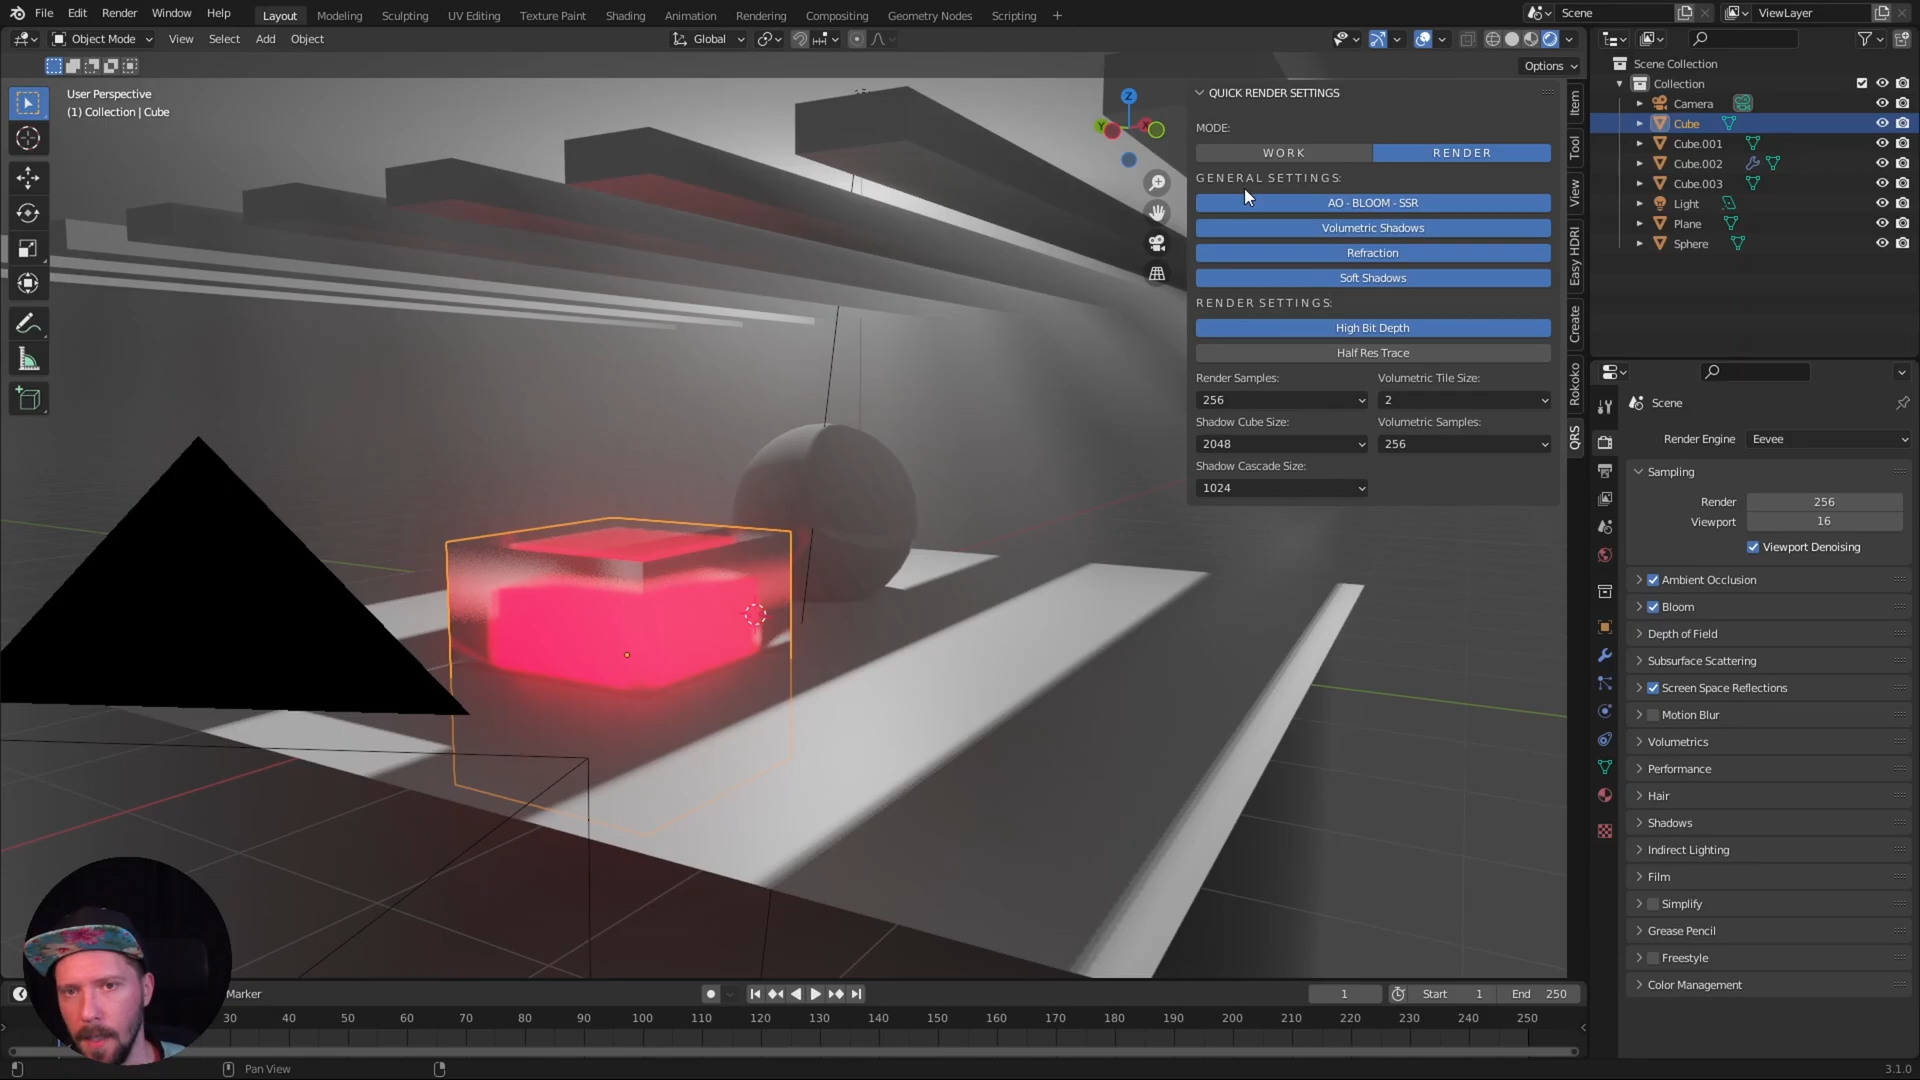 File Edit Render Window Help
Layout Modeling Sculpting UV Editing Texture Paint Shading Animation Rendering Compositing Geometry Nodes Scripting +
Scene
ViewLayer
Object Mode View Select Add Object
Global
Options
User Perspective
(1) Collection | Cube
Z
Y
X
QUICK RENDER SETTINGS
MODE:
WORK RENDER
GENERAL SETTINGS:
AO - BLOOM - SSR
Volumetric Shadows
Refraction
Soft Shadows
RENDER SETTINGS:
High Bit Depth
Half Res Trace
Render Samples: Volumetric Tile Size:
256 2
Shadow Cube Size: Volumetric Samples:
2048 256
Shadow Cascade Size:
1024
Item
Tool
View
Easy HDRI
Create
Rokoko
QRS
Scene Collection
Collection
Camera
Cube
Cube.001
Cube.002
Cube.003
Light
Plane
Sphere
Scene
Render Engine Eevee
Sampling
Render 256
Viewport 16
Viewport Denoising
Ambient Occlusion
Bloom
Depth of Field
Subsurface Scattering
Screen Space Reflections
Motion Blur
Volumetrics
Performance
Hair
Shadows
Indirect Lighting
Film
Simplify
Grease Pencil
Freestyle
Color Management
Marker
1 Start 1 End 250
30 40 50 60 70 80 90 100 110 120 130 140 150 160 170 180 190 200 210 220 230 240 250
Pan View
3.1.0